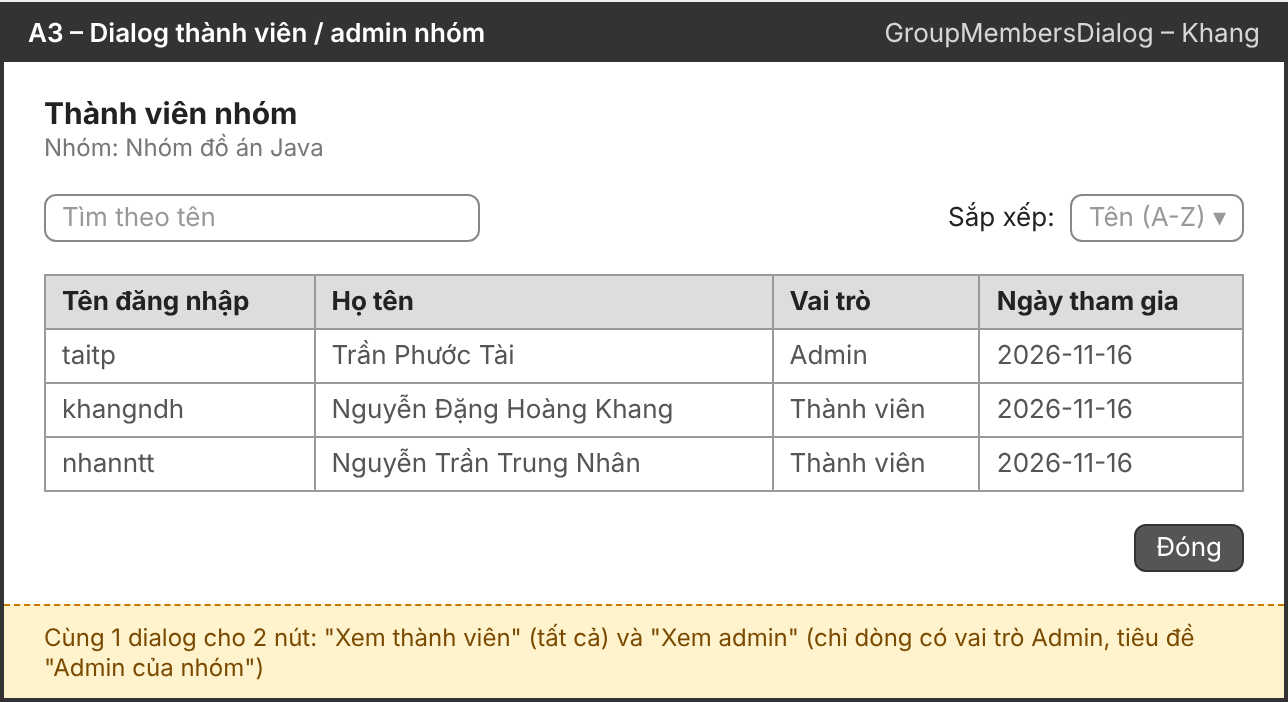 A3 – Dialog thành viên / admin nhóm GroupMembersDialog – Khang
Thành viên nhóm
Nhóm: Nhóm đồ án Java
Tìm theo tên Sắp xếp: Tên (A-Z) ▾
Tên đăng nhập Họ tên Vai trò Ngày tham gia
taitp Trần Phước Tài Admin 2026-11-16
khangndh Nguyễn Đặng Hoàng Khang Thành viên 2026-11-16
nhanntt Nguyễn Trần Trung Nhân Thành viên 2026-11-16
Đóng
Cùng 1 dialog cho 2 nút: "Xem thành viên" (tất cả) và "Xem admin" (chỉ dòng có vai trò Admin, tiêu đề
"Admin của nhóm")